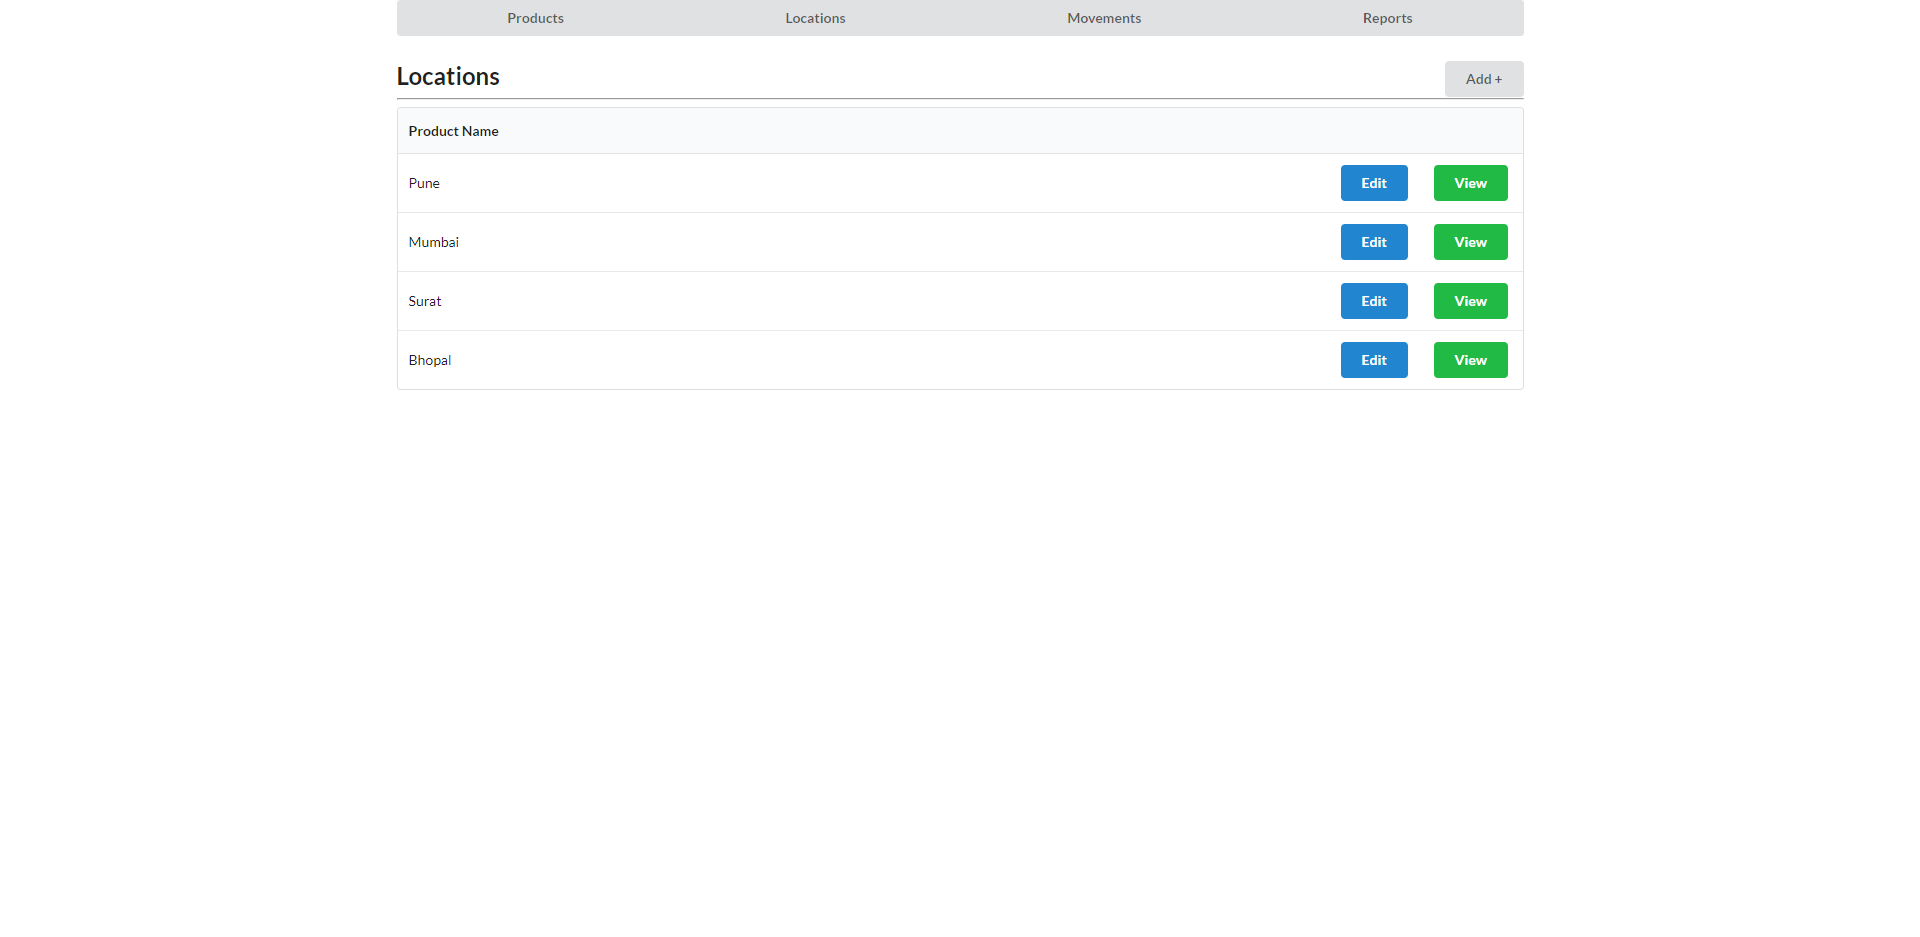 Products Locations Movements Reports
Locations Add +
Product Name
Pune Edit View
Mumbai Edit View
Surat Edit View
Bhopal Edit View